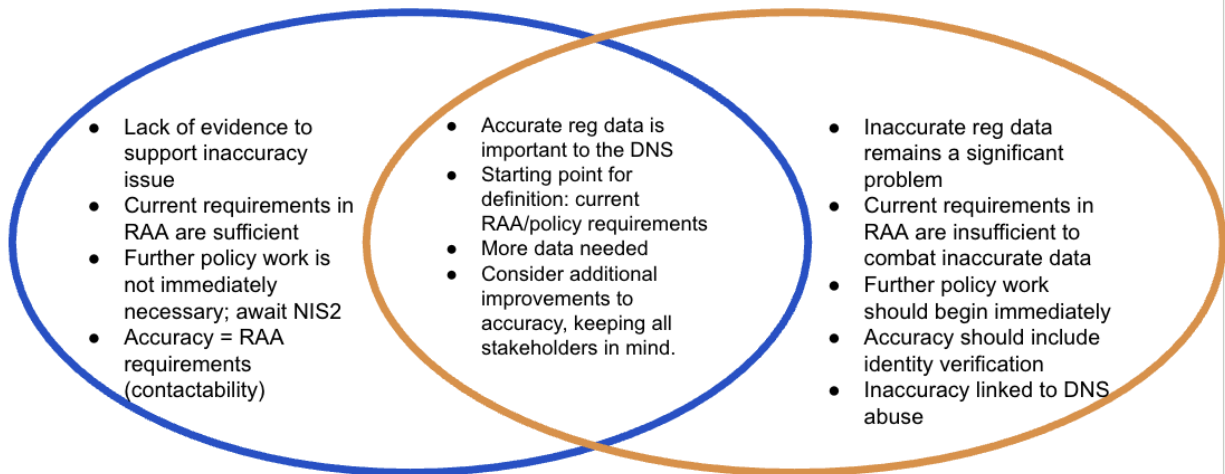 ● Lack of evidence to
support inaccuracy
issue
● Current requirements in
RAA are sufficient
● Further policy work is
not immediately
necessary; await NIS2
● Accuracy = RAA
requirements
(contactability)
● Accurate reg data is
important to the DNS
● Starting point for
definition: current
RAA/policy requirements
● More data needed
● Consider additional
improvements to
accuracy, keeping all
stakeholders in mind.
● Inaccurate reg data
remains a significant
problem
● Current requirements in
RAA are insufficient to
combat inaccurate data
● Further policy work
should begin immediately
● Accuracy should include
identity verification
● Inaccuracy linked to DNS
abuse